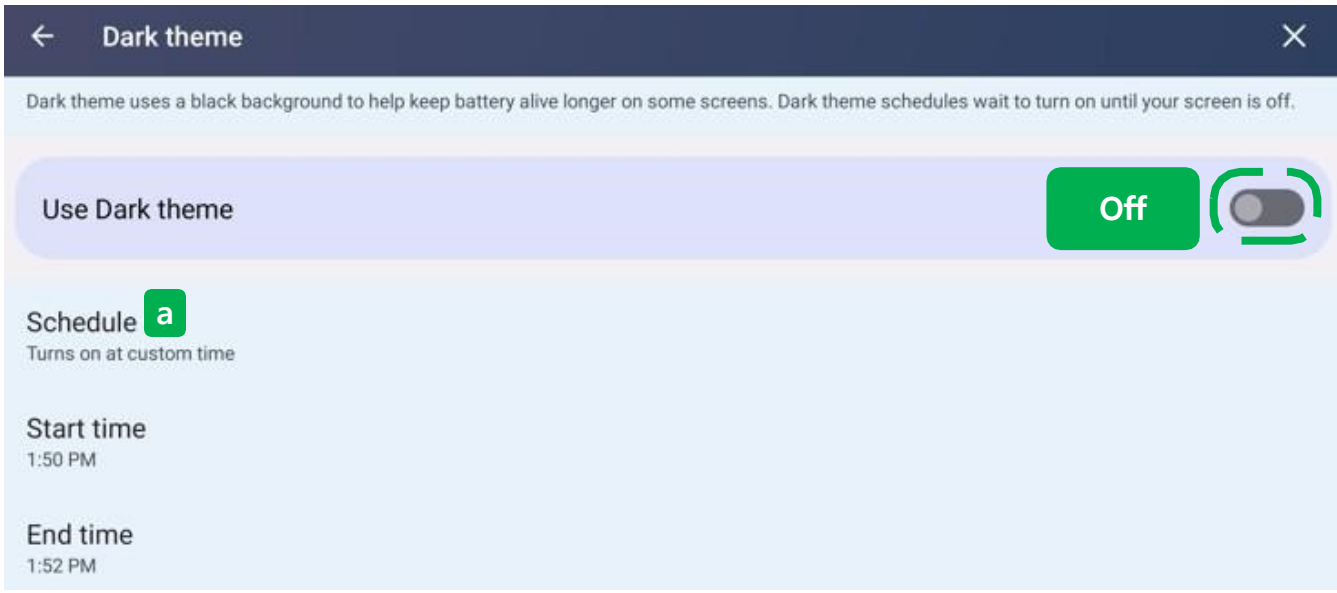 Dark theme
Dark theme uses a black background to help keep battery alive longer on some screens. Dark theme schedules wait to turn on until your screen is off.
Use Dark theme Off
Schedule a
Turns on at custom time
Start time
1:50 PM
End time
1:52 PM